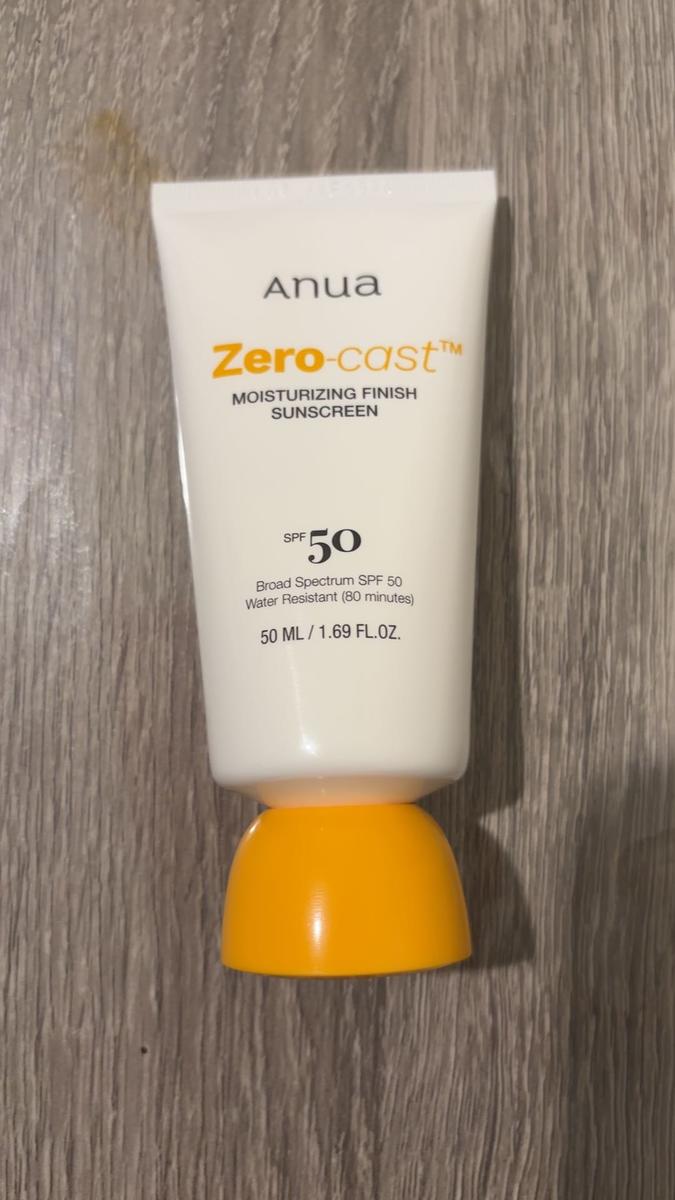 Anua
Zero-cast™
MOISTURIZING FINISH
SUNSCREEN
SPF 50
Broad Spectrum SPF 50
Water Resistant (80 minutes)
50 ML / 1.69 FL.OZ.